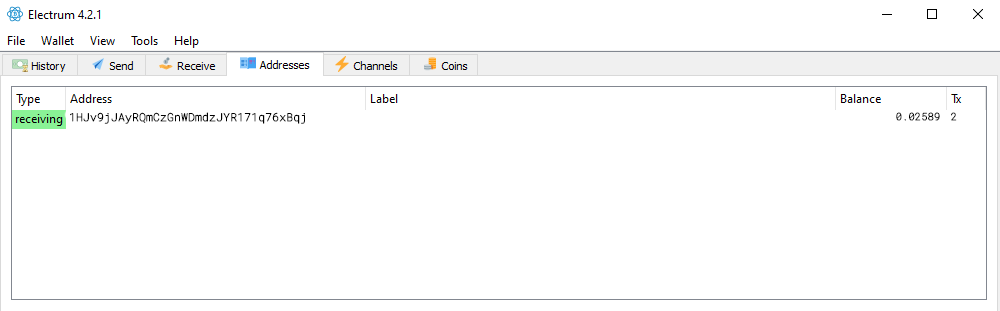 Electrum 4.2.1
File Wallet View Tools Help
History Send Receive Addresses Channels Coins
Type Address Label Balance Tx
receiving 1HJv9jJAyRQmCzGnWDmdzJYR171q76xBqj 0.02589 2